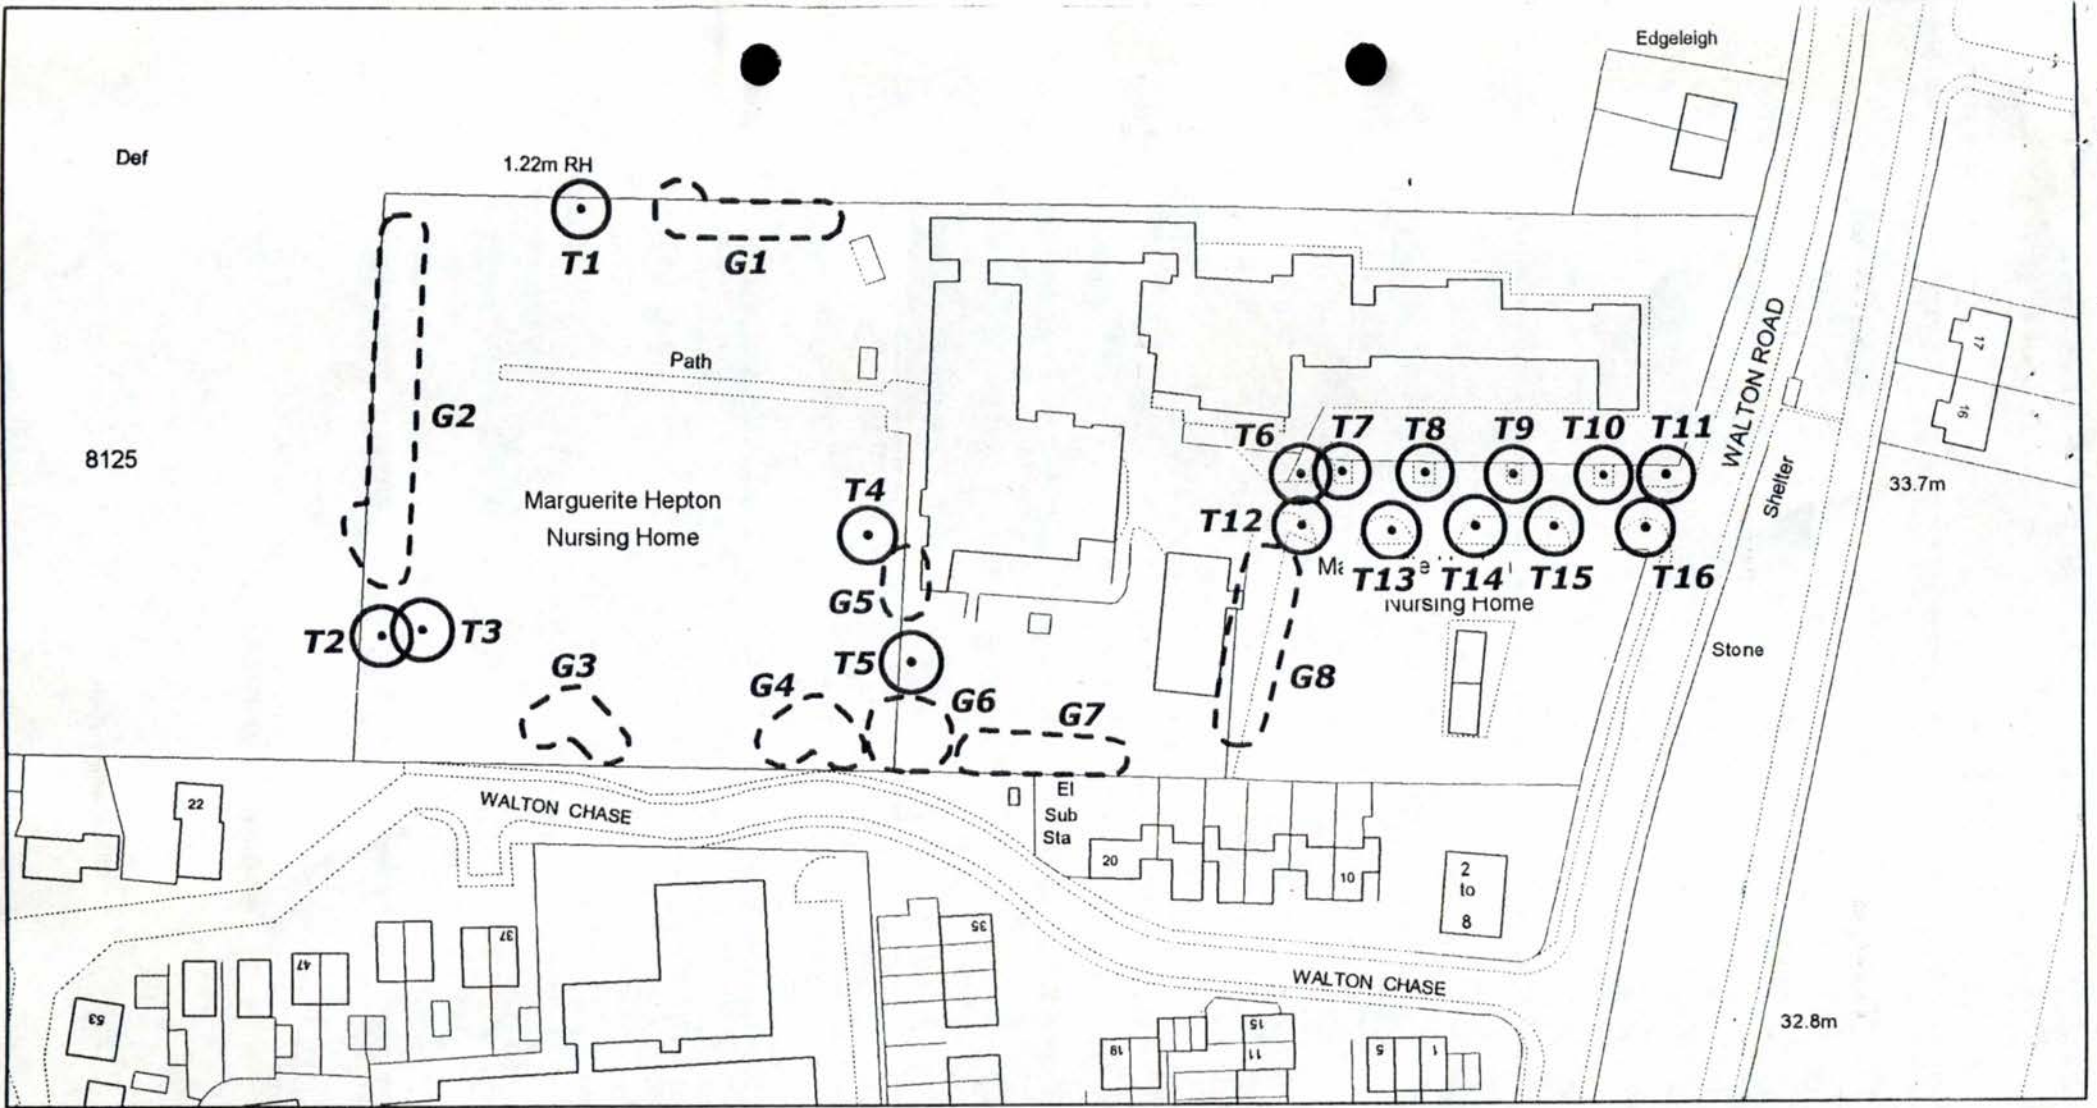 Edgeleigh
Def
1.22m RH
T1
G1
WALTON ROAD
17
16
Path
G2
8125
Marguerite Hepton
Nursing Home
T4
T6
T7
T8
T9
T10
T11
33.7m
Shelter
T12
T13
T14
T15
T16
Nursing Home
G5
T2
T3
T5
G3
G4
G6
G7
G8
Stone
22
WALTON CHASE
El
Sub
Sta
20
10
2
to
8
35
37
47
53
WALTON CHASE
32.8m
15
11
19
5
1